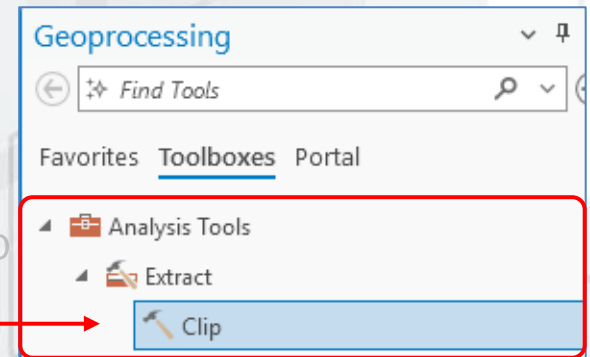 Geoprocessing
Find Tools
Favorites Toolboxes Portal
Analysis Tools
Extract
Clip